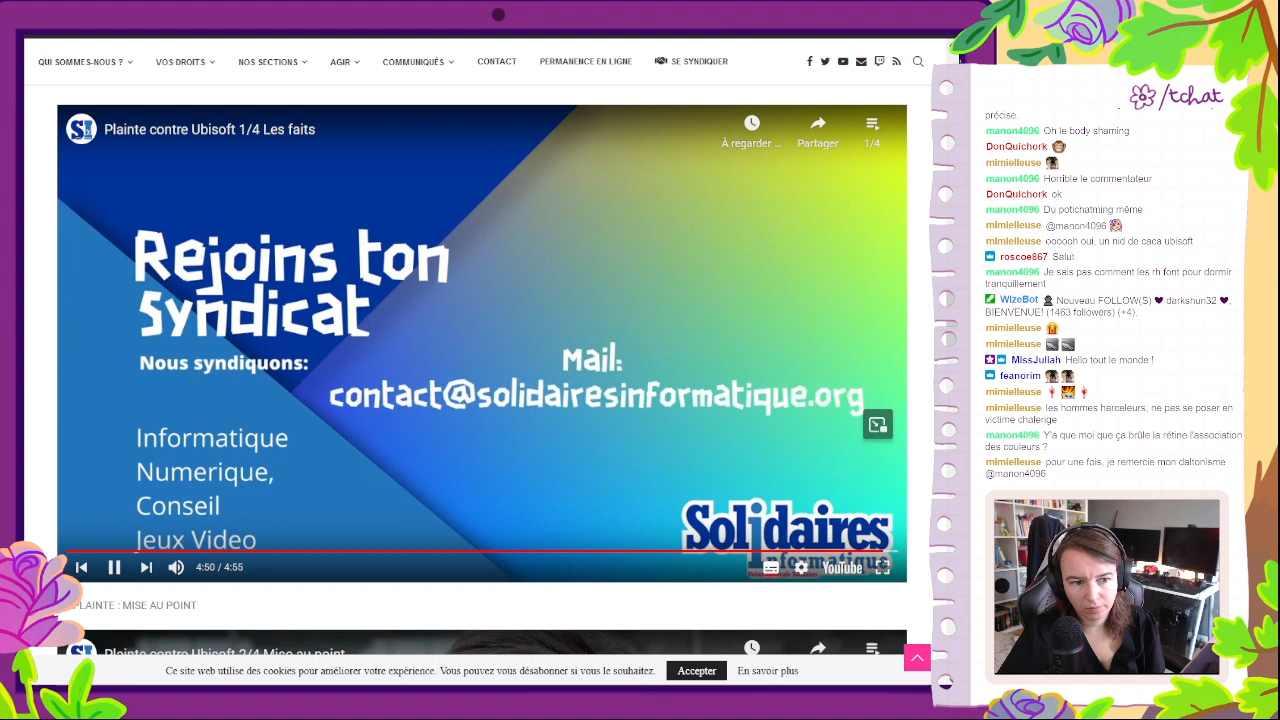 QUI SOMMES-NOUS ? VOS DROITS NOS SECTIONS AGIR COMMUNIQUÉS CONTACT PERMANENCE EN LIGNE SE SYNDIQUER
Plainte contre Ubisoft 1/4 Les faits
À regarder ... Partager 1/4
Rejoins ton
syndicat
Nous syndiquons:
Mail:
contact@solidairesinformatique.org
Informatique
Numerique,
Conseil
Jeux Video
Solidaires
Informatique
4:50 / 4:55
YouTube
PLAINTE : MISE AU POINT
Plainte contre Ubisoft 2/4 Mise au point
Ce site web utilise des cookies pour améliorer votre expérience. Vous pouvez vous désabonner si vous le souhaitez. Accepter En savoir plus
/tchat
précise.
manon4096 Oh le body shaming
DonQuichork
mimielleuse
manon4096 Horrible le commentateur
DonQuichork ok
manon4096 Du potichatming même
mimielleuse @manon4096
mimielleuse oooooh oui, un nid de caca ubisoft
roscoe867 Salut
manon4096 Je sais pas comment les rh font pour dormir
tranquillement
WizeBot Nouveau FOLLOW(S) darkshun32 ,
BIENVENUE! (1463 followers) (+4).
mimielleuse
mimielleuse
MissJuliah Hello tout le monde !
feanorim
mimielleuse
mimielleuse les hommes harceleurs, ne pas se poser en
victime chalenge
manon4096 Y'a que moi que ça brûle la rétine l'association
des couleurs ?
mimielleuse pour une fois, je remercie mon daltonisme
@manon4096